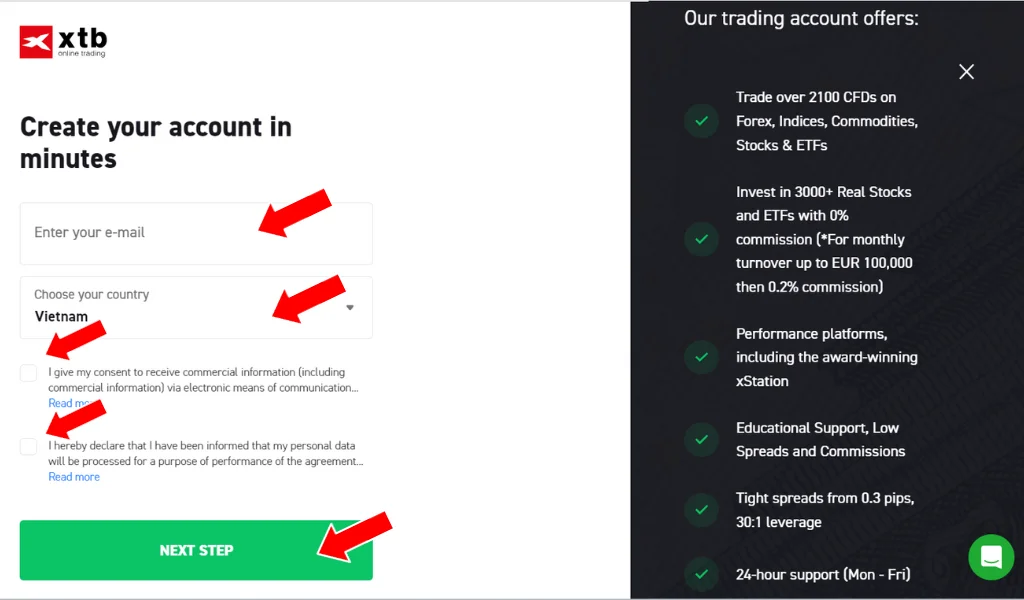 xtb
online trading
Create your account in
minutes
Enter your e-mail
Choose your country
Vietnam
I give my consent to receive commercial information (including
commercial information) via electronic means of communication...
Read
I hereby declare that I have been informed that my personal data
will be processed for a purpose of performance of the agreement...
Read more
NEXT STEP
Our trading account offers:
Trade over 2100 CFDs on
Forex, Indices, Commodities,
Stocks & ETFs
Invest in 3000+ Real Stocks
and ETFs with 0%
commission (*For monthly
turnover up to EUR 100,000
then 0.2% commission)
Performance platforms,
including the award-winning
xStation
Educational Support, Low
Spreads and Commissions
Tight spreads from 0.3 pips,
30:1 leverage
24-hour support (Mon - Fri)